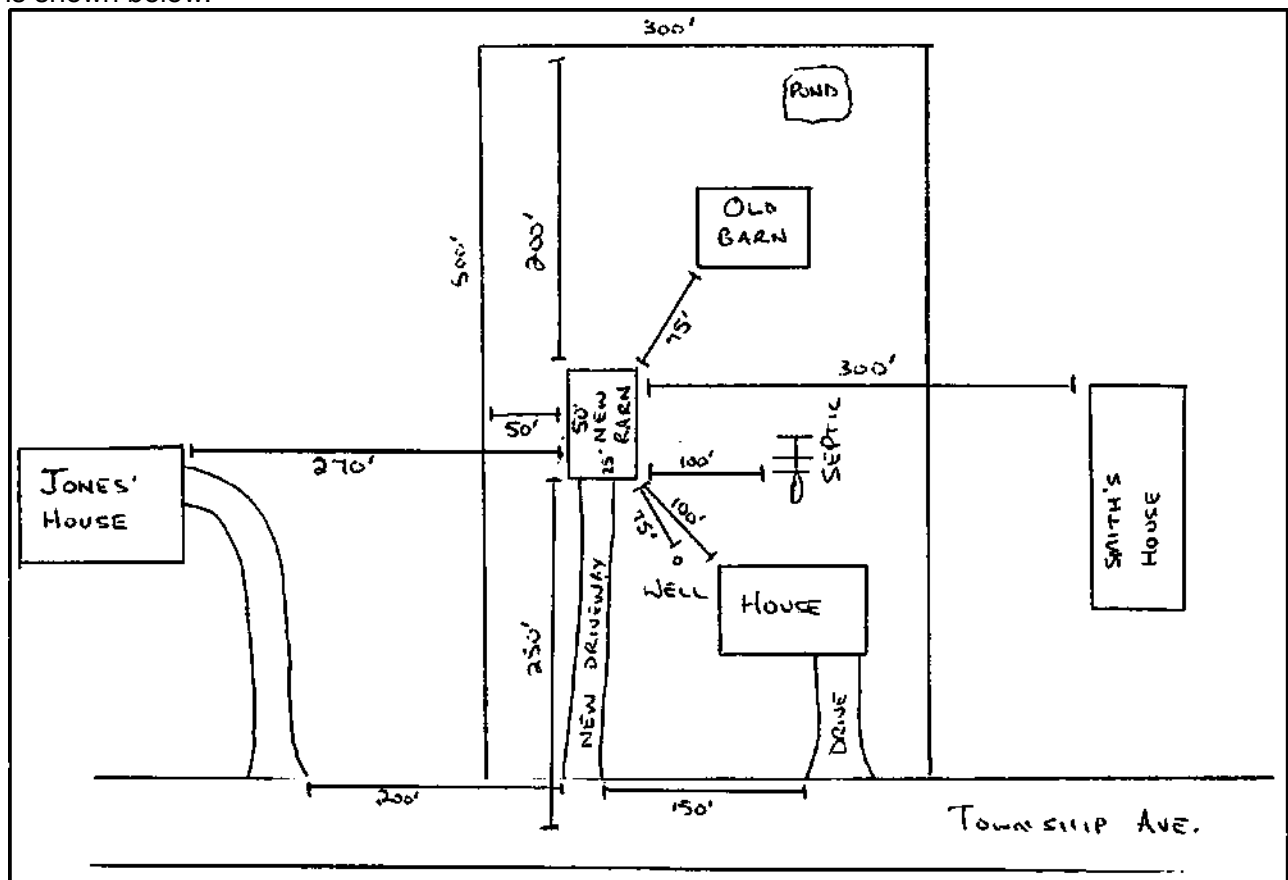 300'
POND
OLD
BARN
200'
500'
75'
300'
50'
50'
NEW
BARN
25'
SEPTIC
270'
100'
JONES'
HOUSE
100'
75'
SMITH'S
HOUSE
WELL
HOUSE
250'
NEW DRIVEWAY
DRIVE
200'
150'
TOWNSHIP AVE.